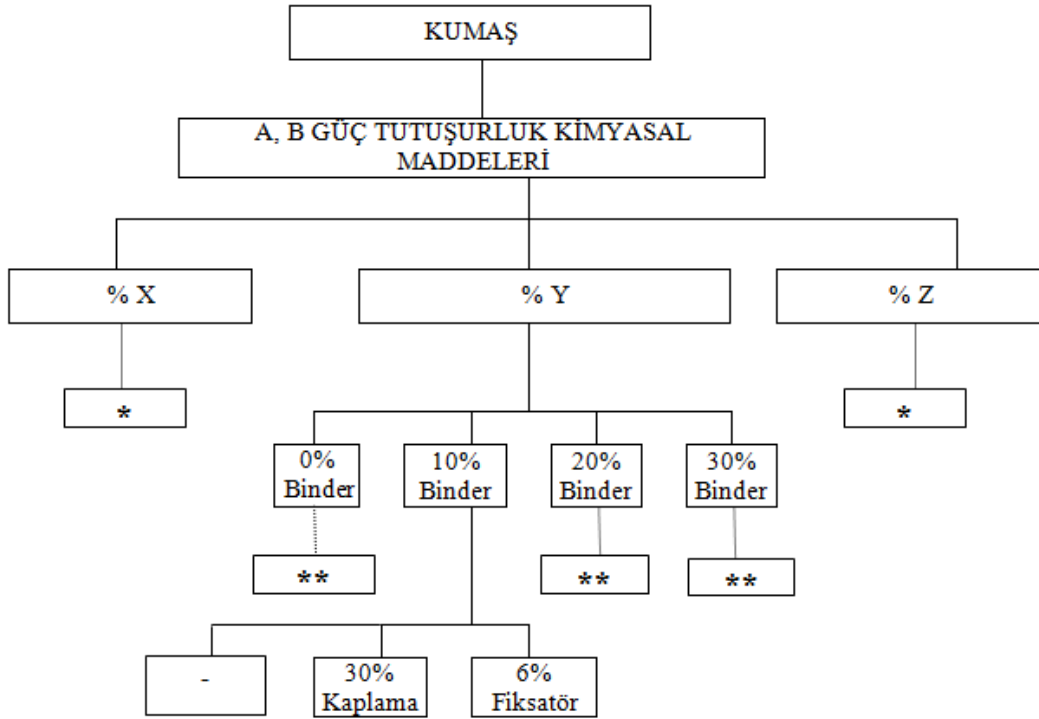 KUMAŞ
A, B GÜÇ TUTUŞURLUK KİMYASAL
MADDELERİ
% X
% Y
% Z
*
*
0%
Binder
10%
Binder
20%
Binder
30%
Binder
**
**
**
-
30%
Kaplama
6%
Fiksatör